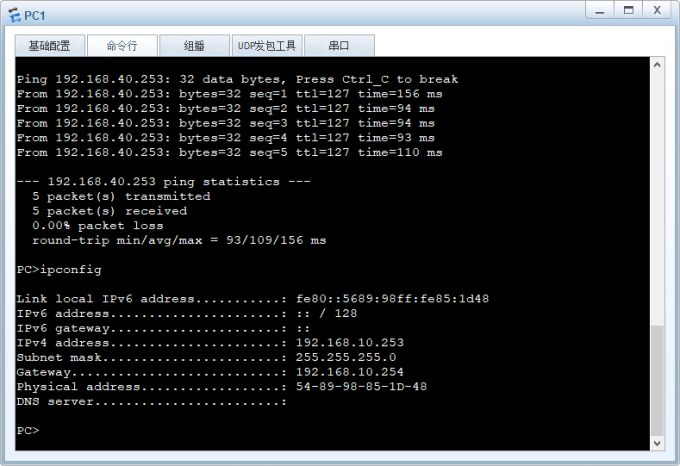 PC1
基础配置 命令行 组播 UDP发包工具 串口
Ping 192.168.40.253: 32 data bytes, Press Ctrl_C to break
From 192.168.40.253: bytes=32 seq=1 ttl=127 time=156 ms
From 192.168.40.253: bytes=32 seq=2 ttl=127 time=94 ms
From 192.168.40.253: bytes=32 seq=3 ttl=127 time=94 ms
From 192.168.40.253: bytes=32 seq=4 ttl=127 time=93 ms
From 192.168.40.253: bytes=32 seq=5 ttl=127 time=110 ms
--- 192.168.40.253 ping statistics ---
5 packet(s) transmitted
5 packet(s) received
0.00% packet loss
round-trip min/avg/max = 93/109/156 ms
PC>ipconfig
Link local IPv6 address...........: fe80::5689:98ff:fe85:1d48
IPv6 address......................: :: / 128
IPv6 gateway......................: ::
IPv4 address......................: 192.168.10.253
Subnet mask.......................: 255.255.255.0
Gateway...........................: 192.168.10.254
Physical address..................: 54-89-98-85-1D-48
DNS server........................:
PC>